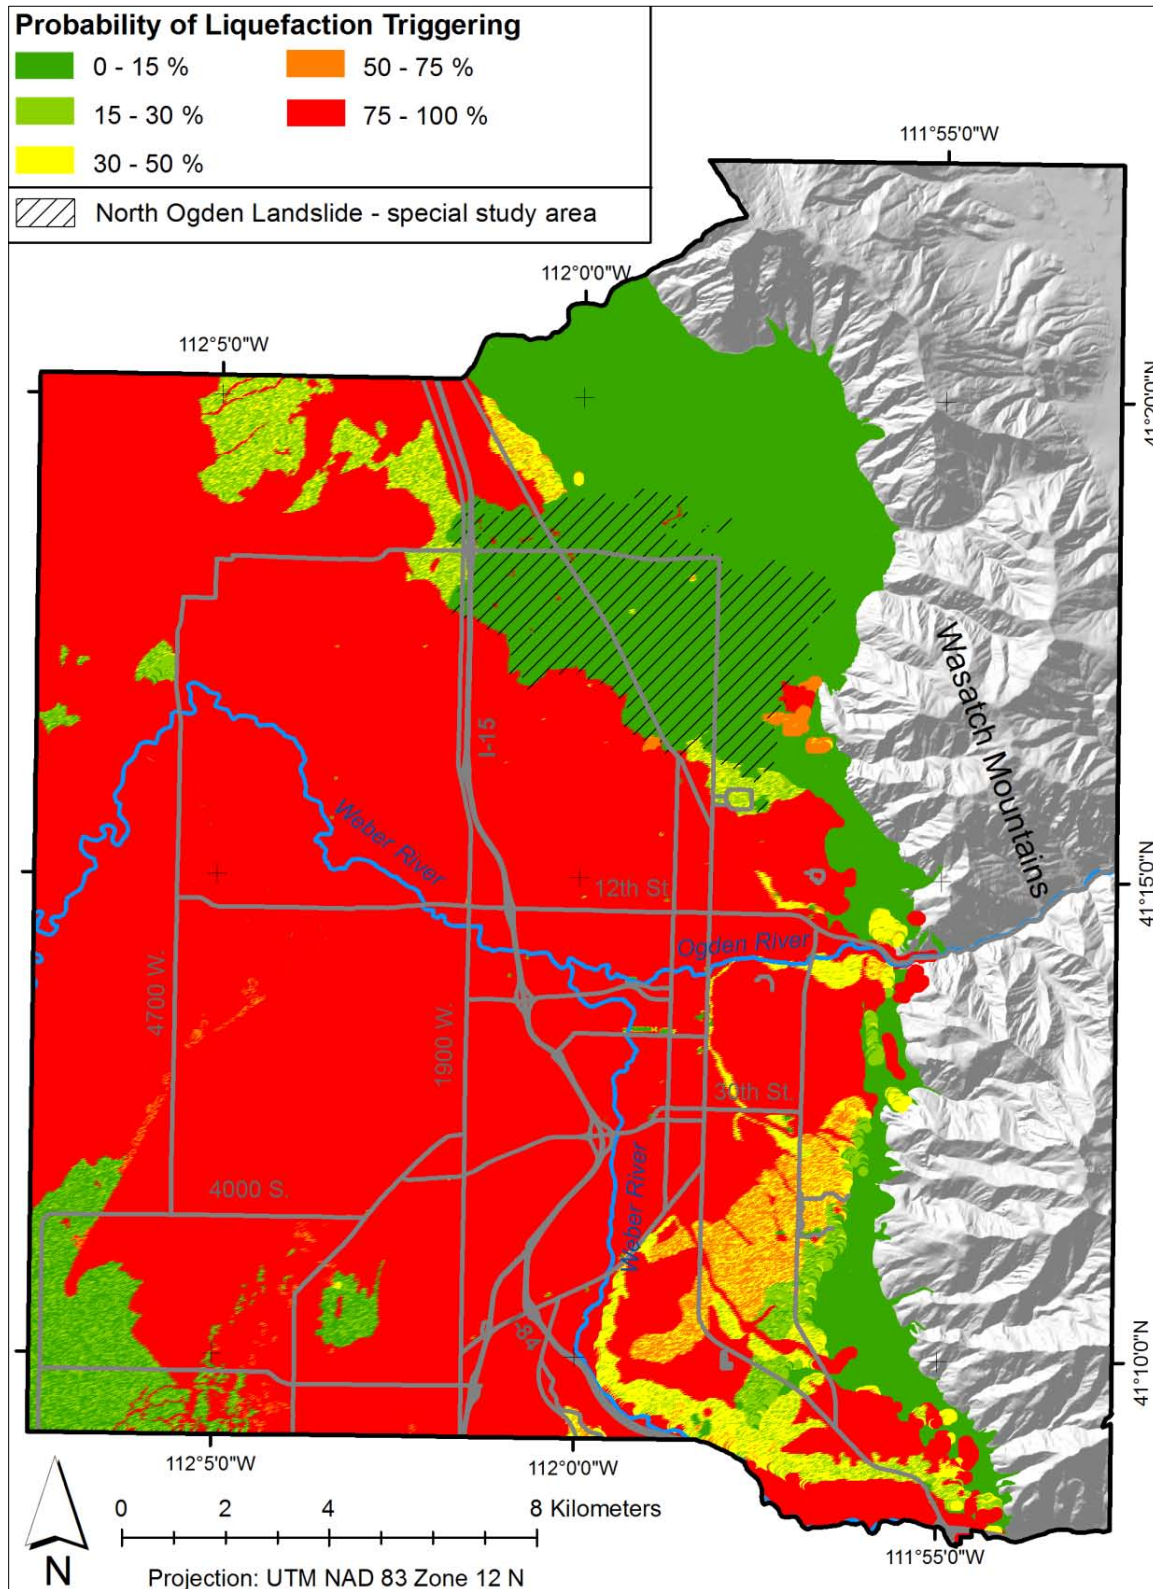 Probability of Liquefaction Triggering
0 - 15 %
50 - 75 %
15 - 30 %
75 - 100 %
30 - 50 %
North Ogden Landslide - special study area
111°55'0"W
112°0'0"W
112°5'0"W
41°20'0"N
Wasatch Mountains
I-15
Weber River
41°15'0"N
12th St
Ogden River
4700 W.
1900 W.
30th St.
4000 S.
Weber River
-84
41°10'0"N
112°5'0"W
112°0'0"W
111°55'0"W
0 2 4 8 Kilometers
N
Projection: UTM NAD 83 Zone 12 N